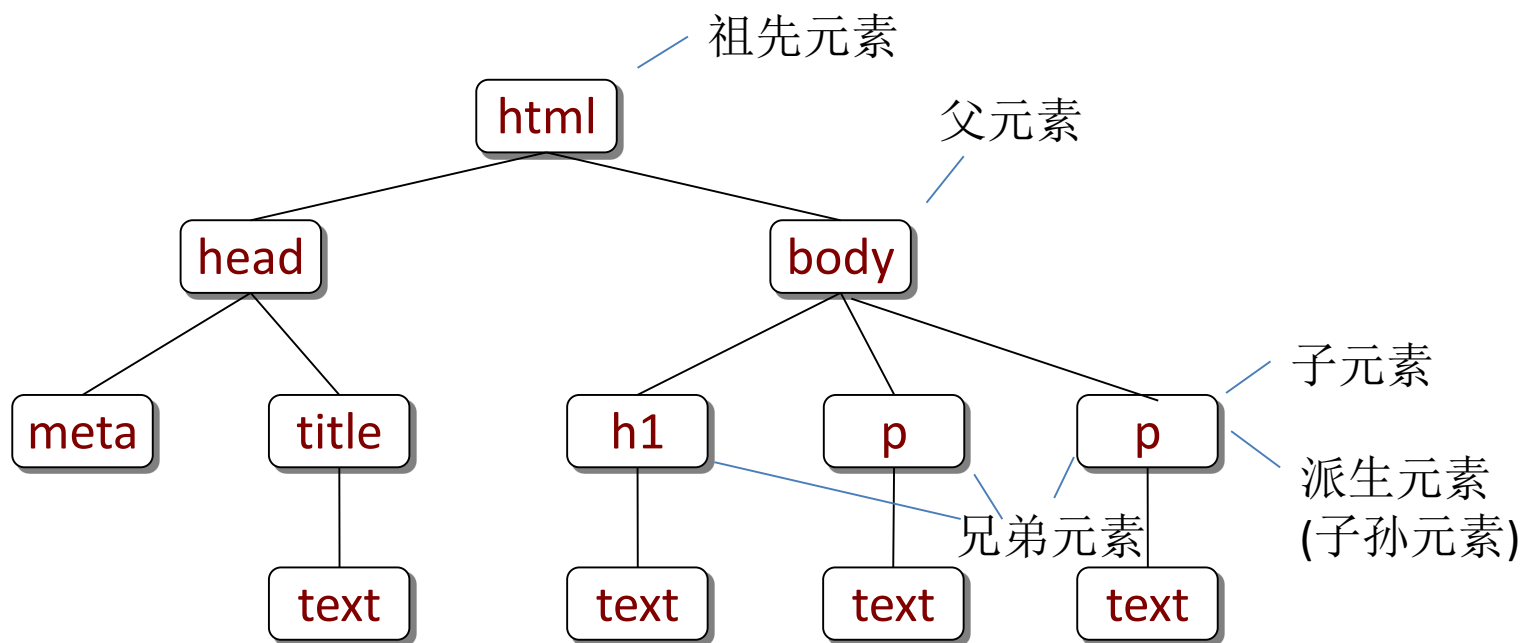 祖先元素
html
父元素
head
body
子元素
meta
title
h1
p
p
派生元素
(子孙元素)
兄弟元素
text
text
text
text